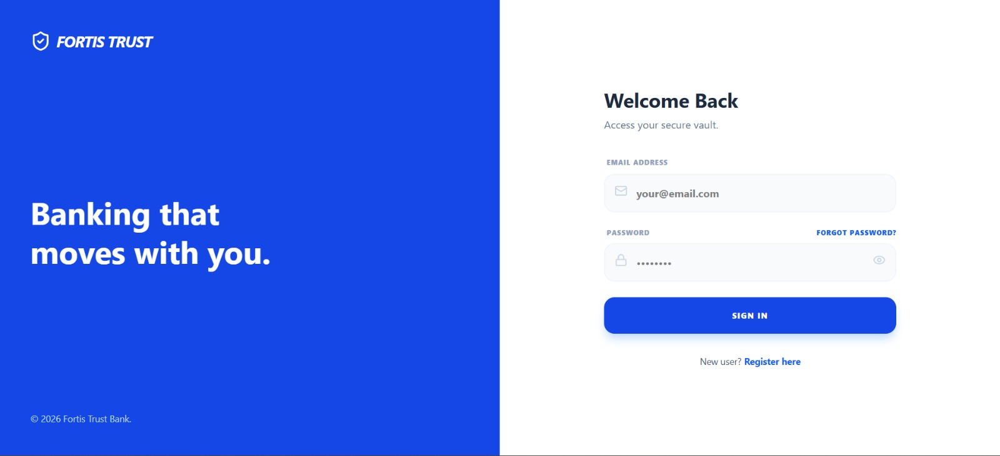 FORTIS TRUST
Banking that
moves with you.
© 2026 Fortis Trust Bank.
Welcome Back
Access your secure vault.
EMAIL ADDRESS
your@email.com
PASSWORD FORGOT PASSWORD?
••••••••
SIGN IN
New user? Register here